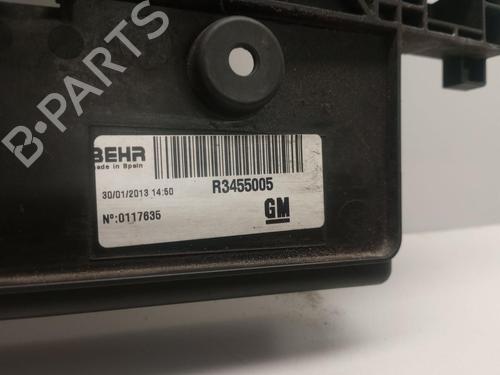 B-PARTS
BEHR
made in Spain
30/01/2013 14:50 R3455005
Nº:0117635 GM